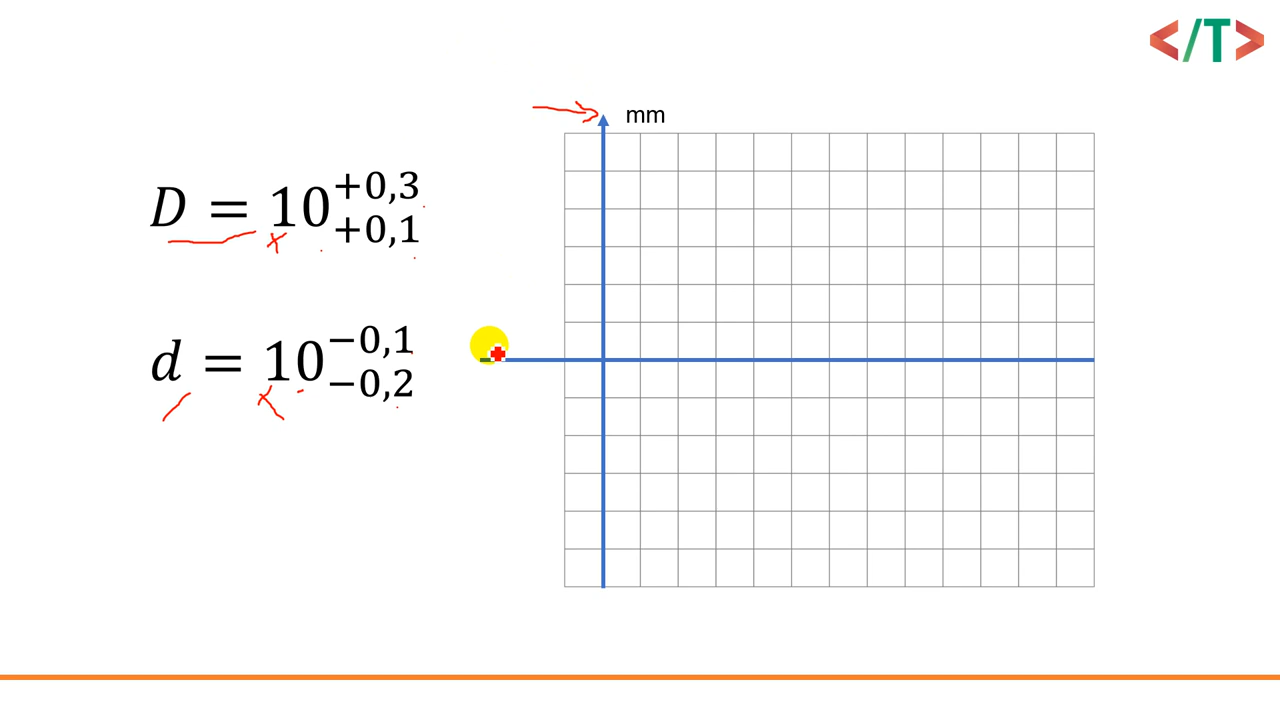 </T>
mm
D = 10 +0,3 +0,1
d = 10 −0,1 −0,2